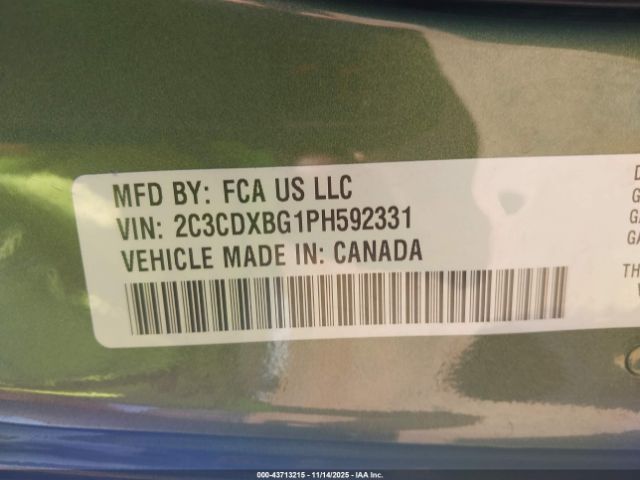 MFD BY: FCA US LLC
VIN: 2C3CDXBG1PH592331
VEHICLE MADE IN: CANADA
000-43713215 - 11/14/2025 - IAA Inc.